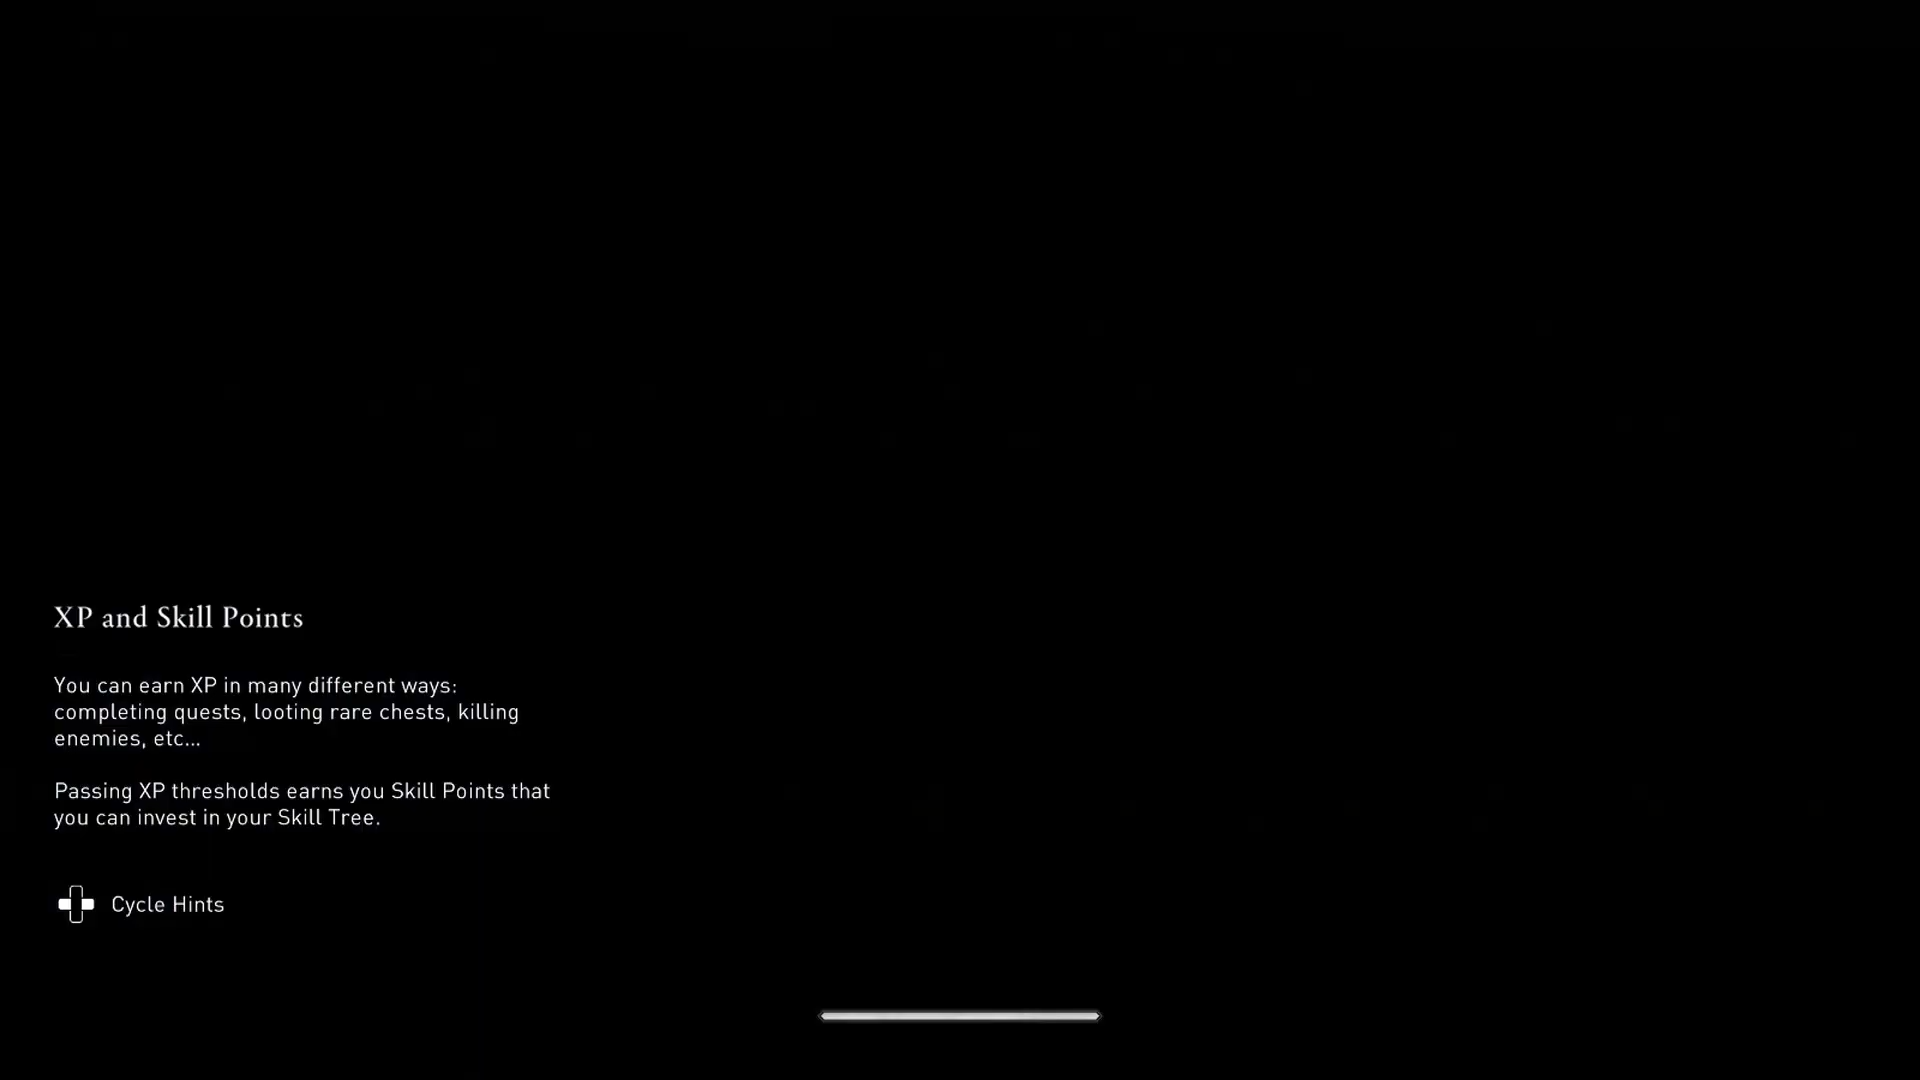 XP and Skill Points
You can earn XP in many different ways:
completing quests, looting rare chests, killing
enemies, etc...
Passing XP thresholds earns you Skill Points that
you can invest in your Skill Tree.
Cycle Hints